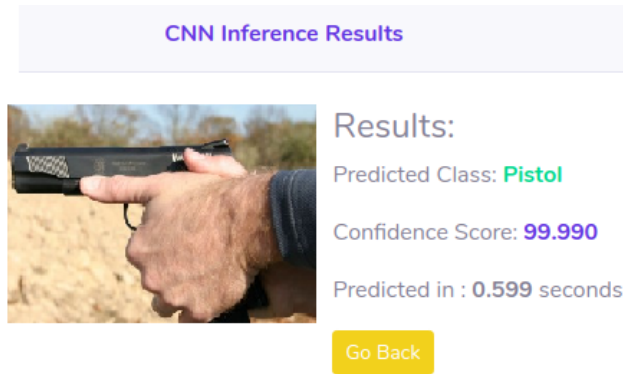 CNN Inference Results
Results:
Predicted Class: Pistol
Confidence Score: 99.990
Predicted in : 0.599 seconds
Go Back